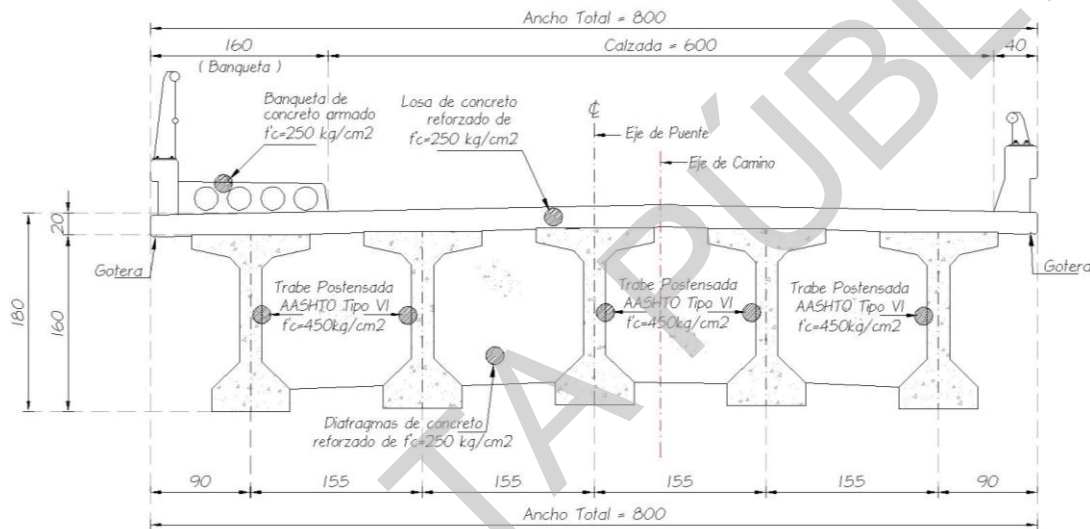 Ancho Total = 800
160
( Banqueta )
Calzada = 600
40
Banqueta de
concreto armado
f'c=250 kg/cm2
Losa de concreto
reforzado de
f'c=250 kg/cm2
℄
Eje de Puente
Eje de Camino
20
Gotera
Gotera
180
160
Trabe Postensada
AASHTO Tipo VI
f'c=450kg/cm2
Trabe Postensada
AASHTO Tipo VI
f'c=450kg/cm2
Trabe Postensada
AASHTO Tipo VI
f'c=450kg/cm2
Diafragmas de concreto
reforzado de f'c=250 kg/cm2
90
155
155
155
155
90
Ancho Total = 800
TA PÚBL